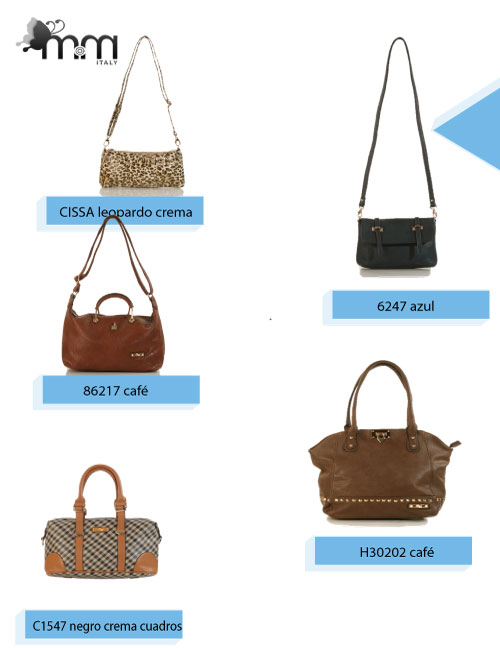 mm
ITALY
CISSA leopardo crema
6247 azul
86217 café
H30202 café
C1547 negro crema cuadros